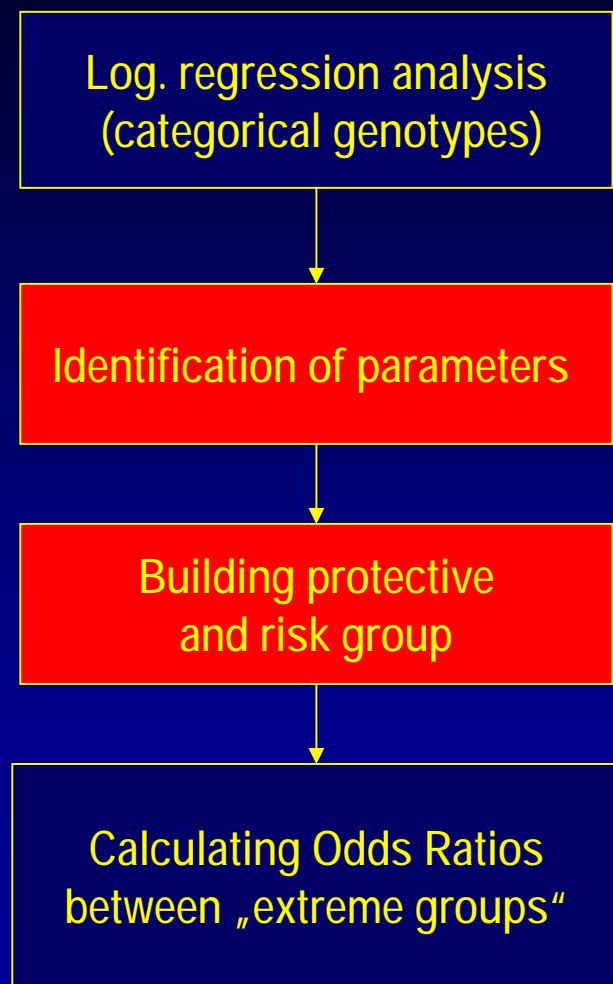 Log. regression analysis
(categorical genotypes)
Identification of parameters
Building protective
and risk group
Calculating Odds Ratios
between „extreme groups“